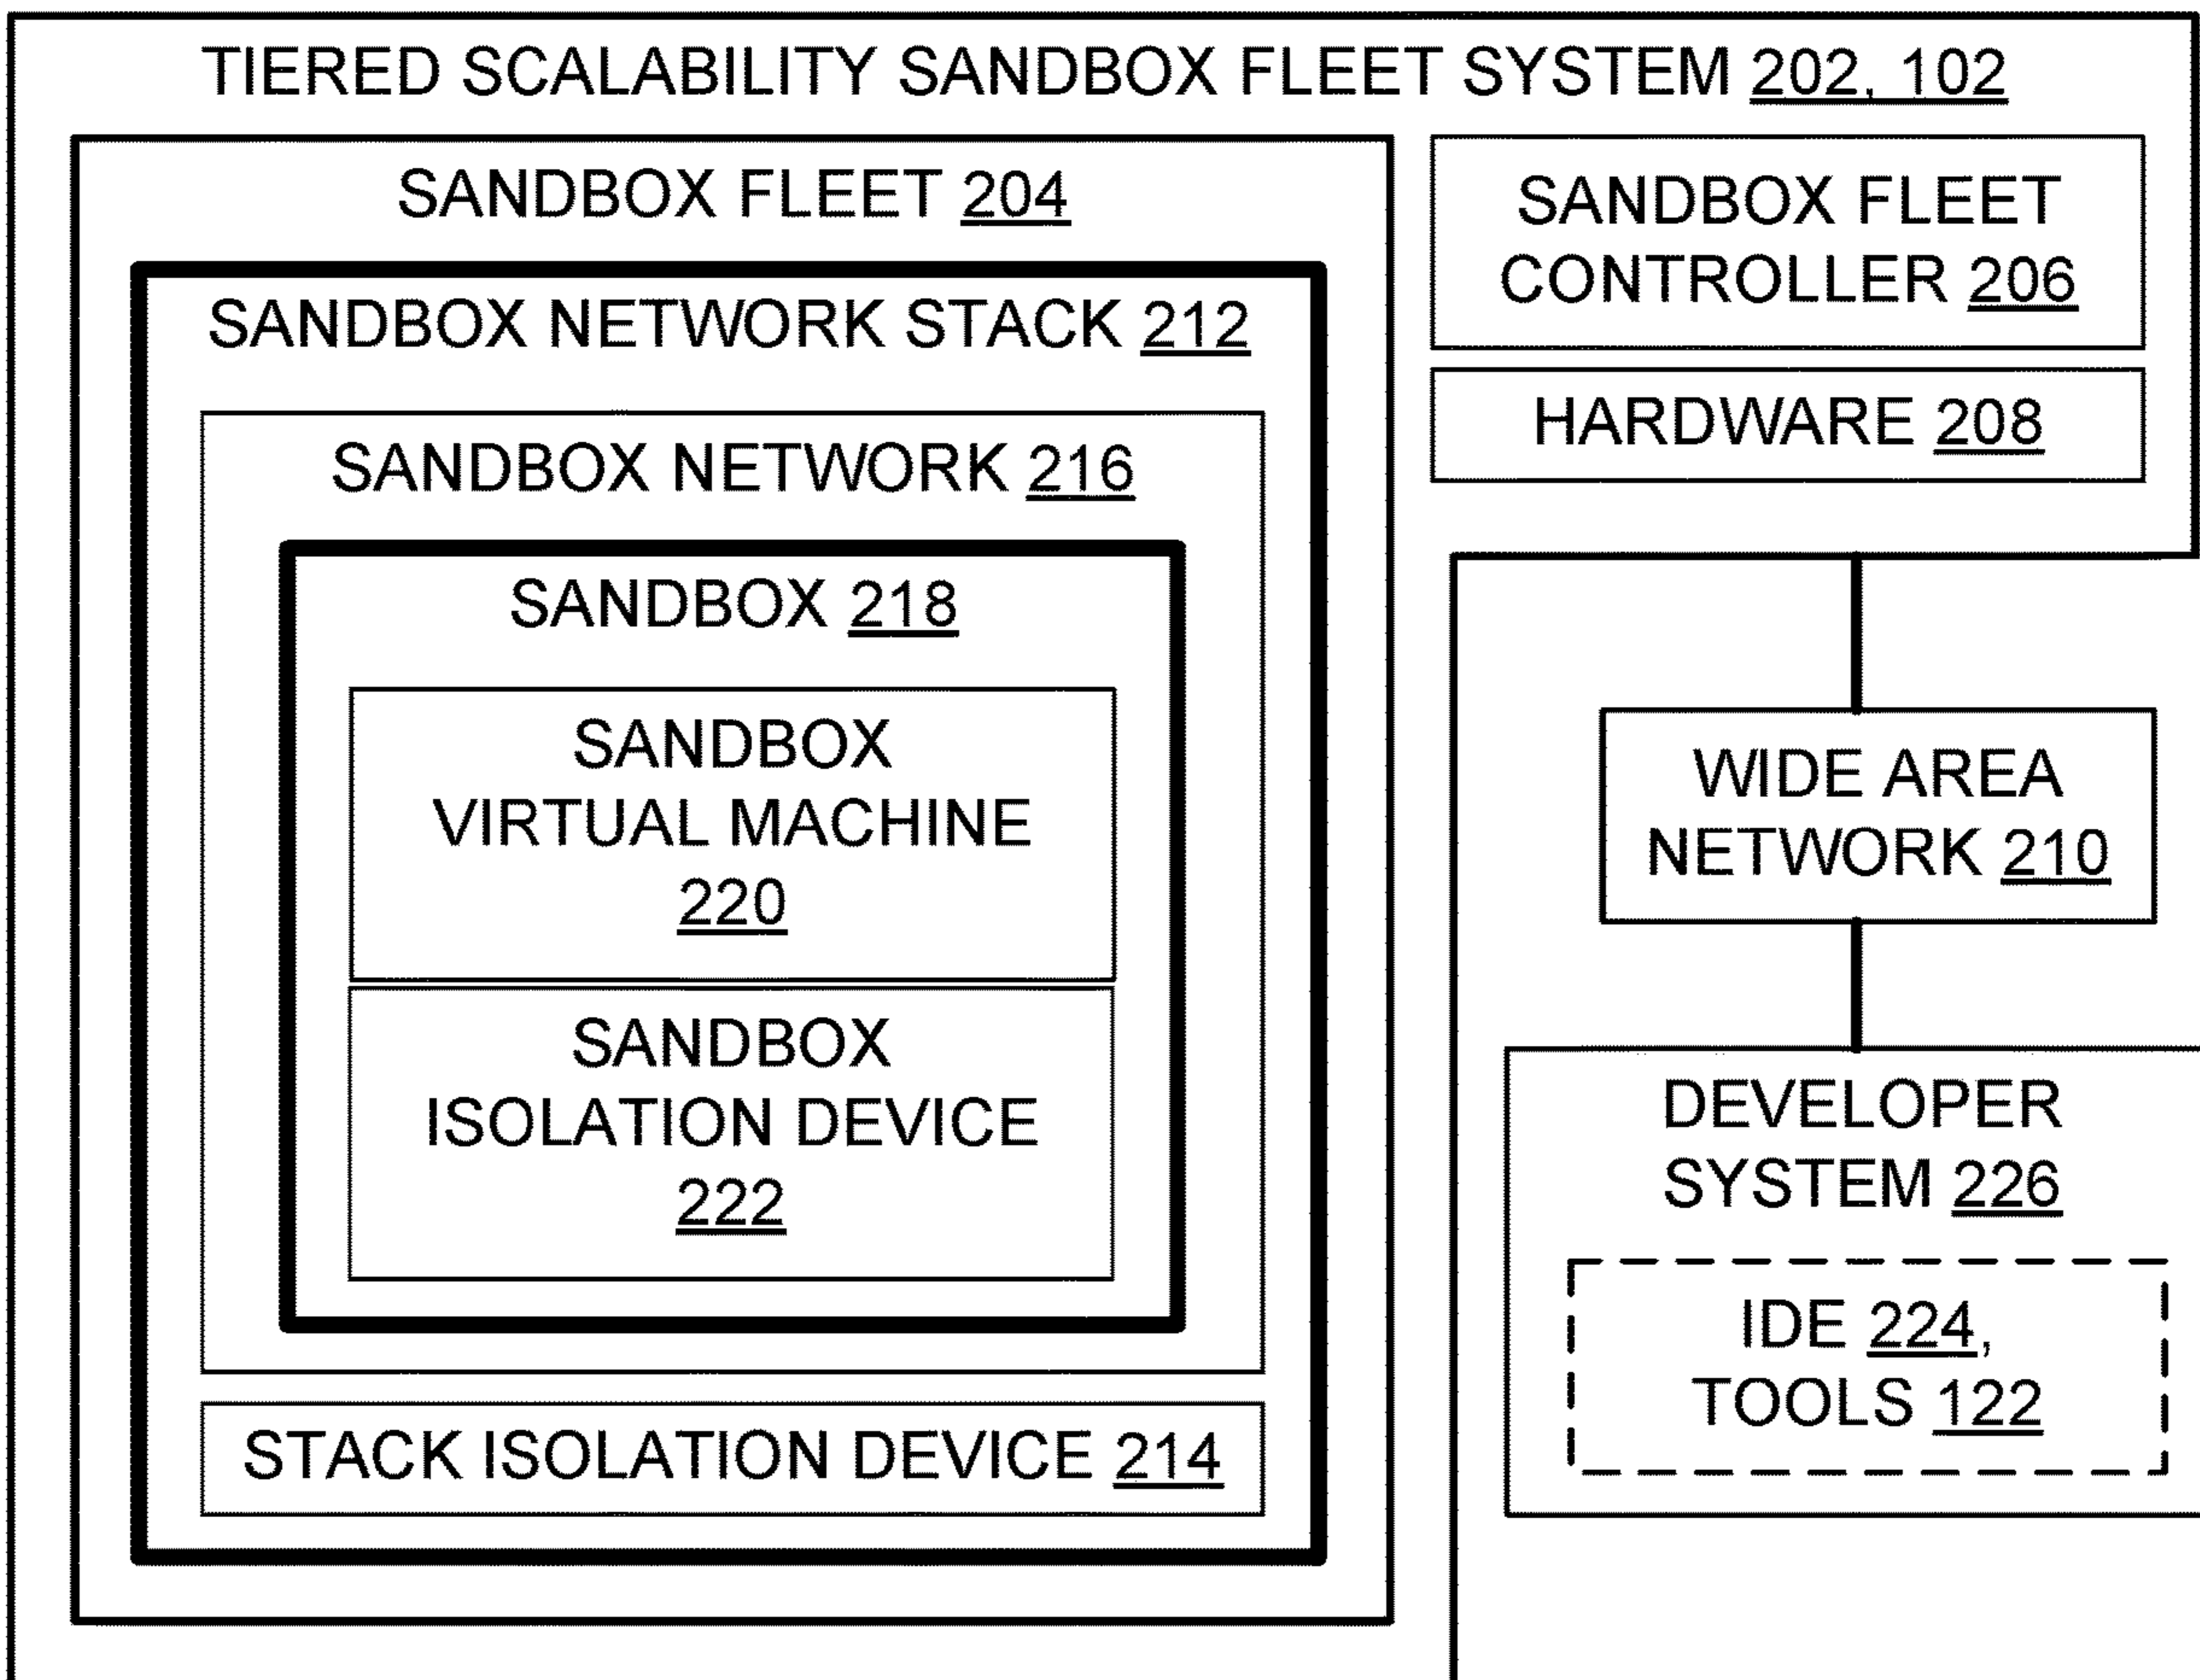 TIERED SCALABILITY SANDBOX FLEET SYSTEM 202, 102
SANDBOX FLEET 204
SANDBOX NETWORK STACK 212
SANDBOX NETWORK 216
SANDBOX 218
SANDBOX
VIRTUAL MACHINE
220
SANDBOX
ISOLATION DEVICE
222
STACK ISOLATION DEVICE 214
SANDBOX FLEET
CONTROLLER 206
HARDWARE 208
WIDE AREA
NETWORK 210
DEVELOPER
SYSTEM 226
IDE 224,
TOOLS 122